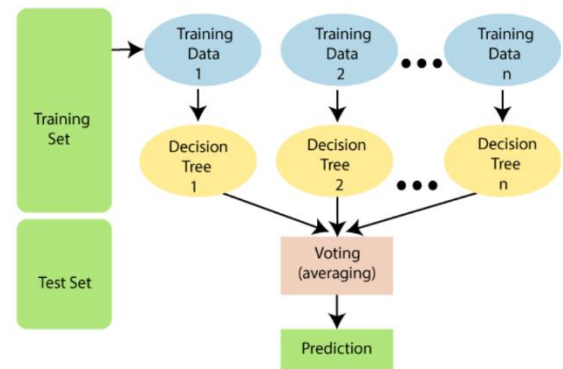 Training
Set
Test Set
Training
Data
1
Training
Data
2
Training
Data
n
Decision
Tree
1
Decision
Tree
2
Decision
Tree
n
Voting
(averaging)
Prediction